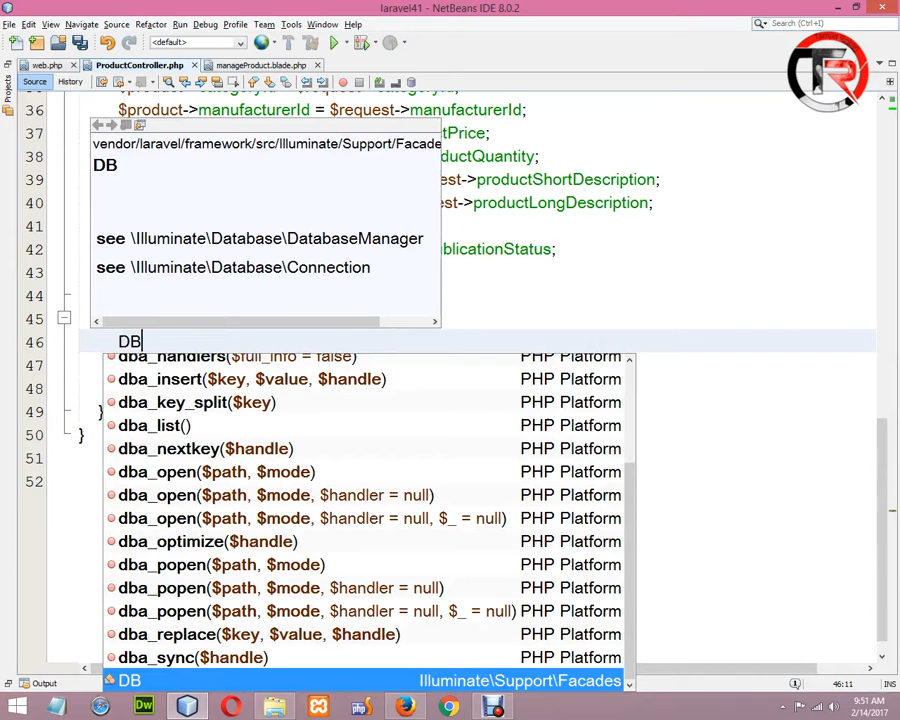 laravel41 - NetBeans IDE 8.0.2
File Edit View Navigate Source Refactor Run Debug Profile Team Tools Window Help
<default>
Search (Ctrl+I)
web.php ProductController.php manageProduct.blade.php
Source History
Projects
36 $product->manufacturerId = $request->manufacturerId;
37 tPrice;
38 ductQuantity;
39 est->productShortDescription;
40 est->productLongDescription;
41
42 ublicationStatus;
43
44
45
46 DB
47
48
49 }
50 }
51
52
vendor/laravel/framework/src/Illuminate/Support/Facade
DB
see \Illuminate\Database\DatabaseManager
see \Illuminate\Database\Connection
dba_handlers($full_info = false) PHP Platform
dba_insert($key, $value, $handle) PHP Platform
dba_key_split($key) PHP Platform
dba_list() PHP Platform
dba_nextkey($handle) PHP Platform
dba_open($path, $mode) PHP Platform
dba_open($path, $mode, $handler = null) PHP Platform
dba_open($path, $mode, $handler = null, $_ = null) PHP Platform
dba_optimize($handle) PHP Platform
dba_popen($path, $mode) PHP Platform
dba_popen($path, $mode, $handler = null) PHP Platform
dba_popen($path, $mode, $handler = null, $_ = null) PHP Platform
dba_replace($key, $value, $handle) PHP Platform
dba_sync($handle) PHP Platform
DB Illuminate\Support\Facades
Output
46:11
INS
9:51 AM
2/14/2017